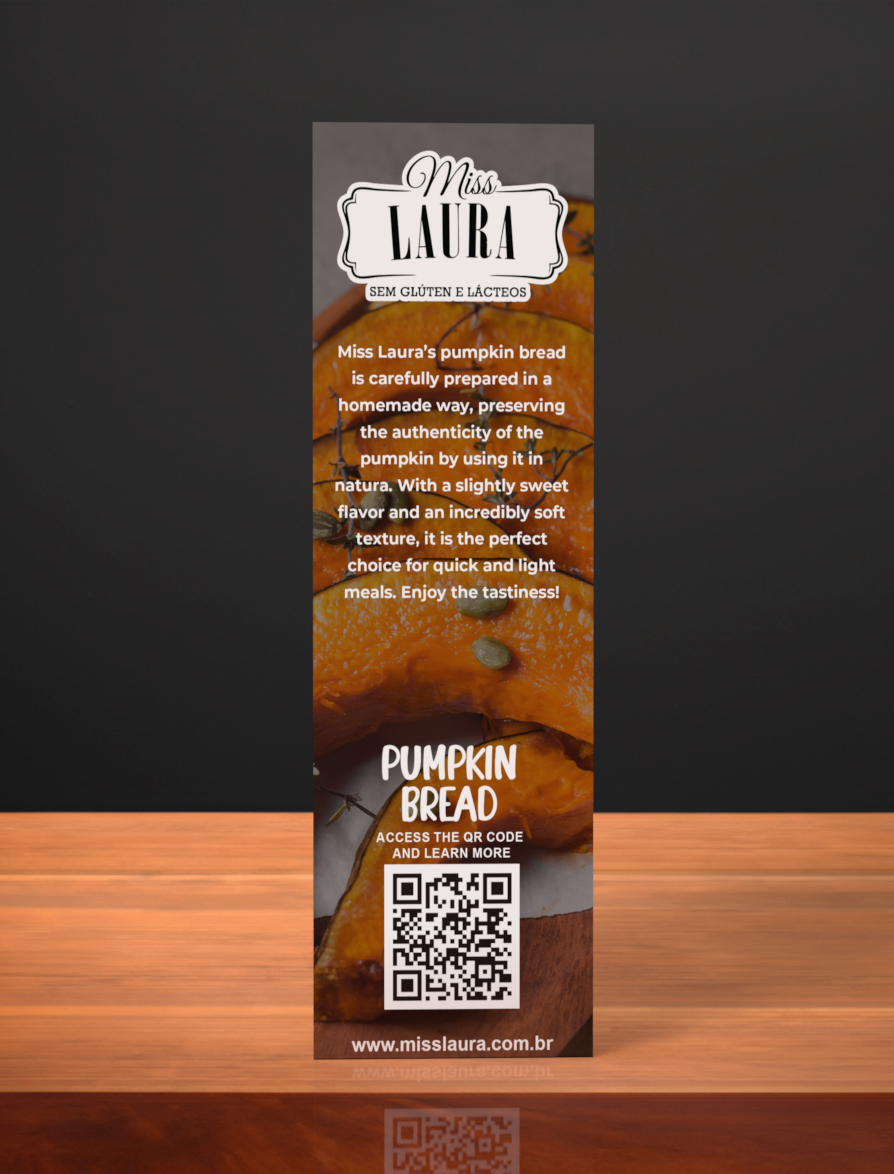 Miss
LAURA
SEM GLÚTEN E LÁCTEOS
Miss Laura's pumpkin bread
is carefully prepared in a
homemade way, preserving
the authenticity of the
pumpkin by using it in
natura. With a slightly sweet
flavor and an incredibly soft
texture, it is the perfect
choice for quick and light
meals. Enjoy the tastiness!
PUMPKIN
BREAD
ACCESS THE QR CODE
AND LEARN MORE
www.misslaura.com.br